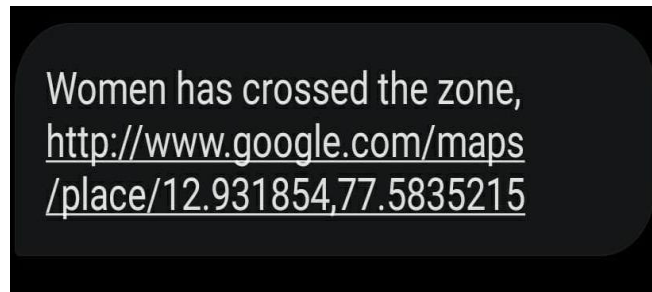 Women has crossed the zone,
http://www.google.com/maps
/place/12.931854,77.5835215